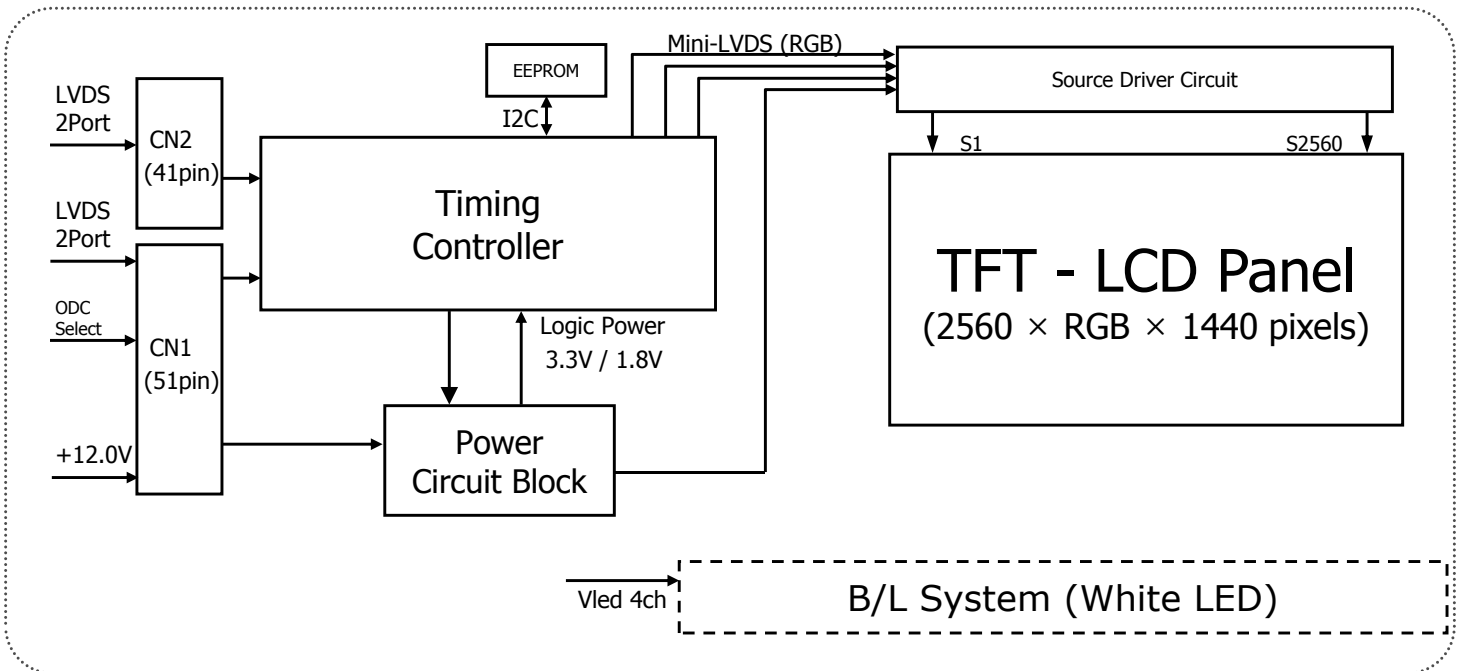 Mini-LVDS (RGB)
EEPROM
Source Driver Circuit
LVDS
2Port
I2C
CN2
(41pin)
S1
S2560
Timing
Controller
LVDS
2Port
TFT - LCD Panel
(2560 × RGB × 1440 pixels)
ODC
Select
CN1
(51pin)
Logic Power
3.3V / 1.8V
+12.0V
Power
Circuit Block
Vled 4ch
B/L System (White LED)